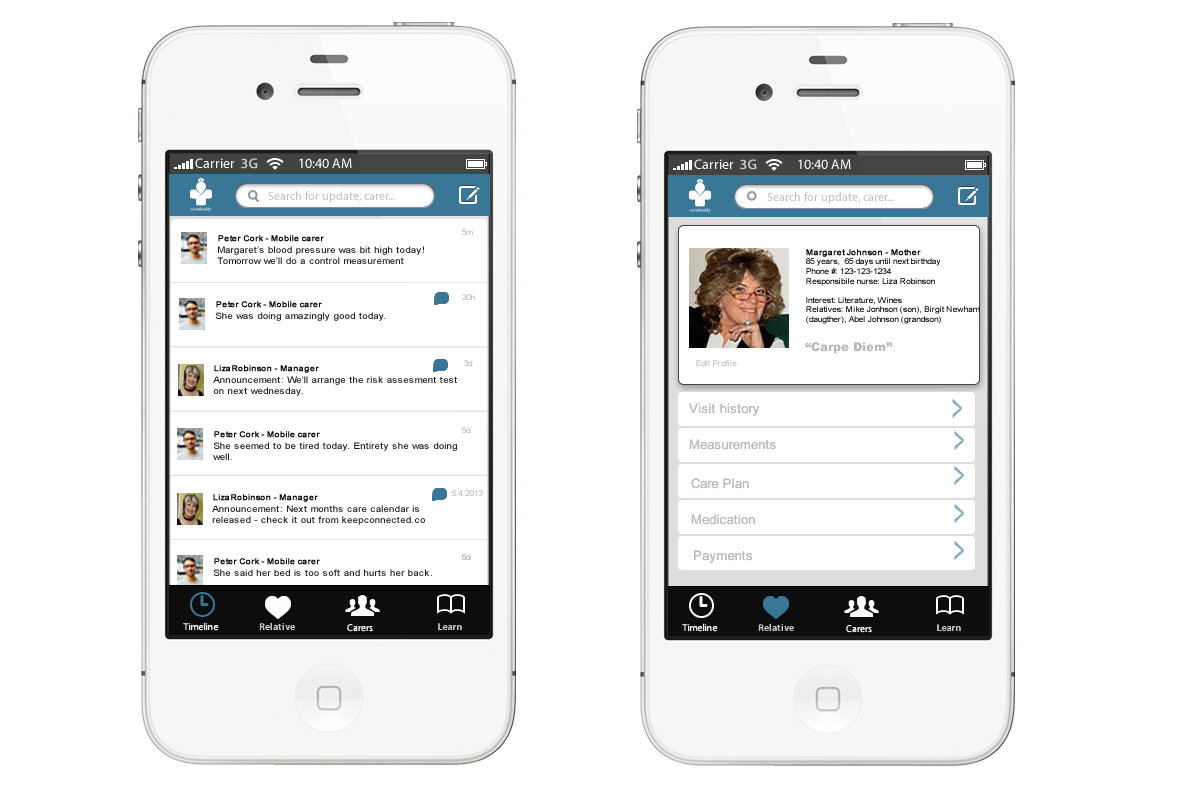 Carrier 3G 10:40 AM
Search for update, carer...
5m
Peter Cork - Mobile carer
Margaret's blood pressure was bit high today!
Tomorrow we'll do a control measurement
20h
Peter Cork - Mobile carer
She was doing amazingly good today.
3d
LizaRobinson - Manager
Announcement: We'll arrange the risk assesment test
on next wednesday.
5d
Peter Cork - Mobile carer
She seemed to be tired today. Entirety she was doing
well.
5.4.2013
LizaRobinson - Manager
Announcement: Next months care calendar is
released - check it out from keepconnected.co
5d
Peter Cork - Mobile carer
She said her bed is too soft and hurts her back.
Timeline Relative Carers Learn
Carrier 3G 10:40 AM
Search for update, carer...
Margaret Johnson - Mother
85 years, 65 days until next birthday
Phone #: 123-123-1234
Responsibile nurse: Liza Robinson
Interest: Literature, Wines
Relatives: Mike Jonhson (son), Birgit Newham
(daugther), Abel Johnson (grandson)
“Carpe Diem”
Edit Profile
Visit history
Measurements
Care Plan
Medication
Payments
Timeline Relative Carers Learn